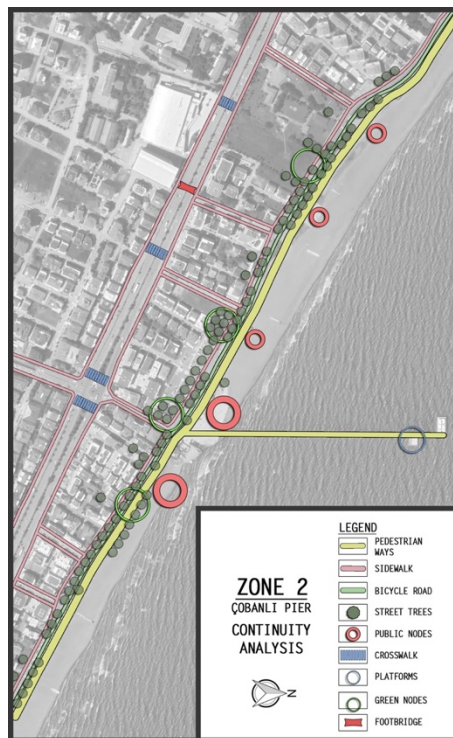 ZONE 2
ÇOBANLI PIER
CONTINUITY
ANALYSIS
N
LEGEND
PEDESTRIAN
WAYS
SIDEWALK
BICYCLE ROAD
STREET TREES
PUBLIC NODES
CROSSWALK
PLATFORMS
GREEN NODES
FOOTBRIDGE